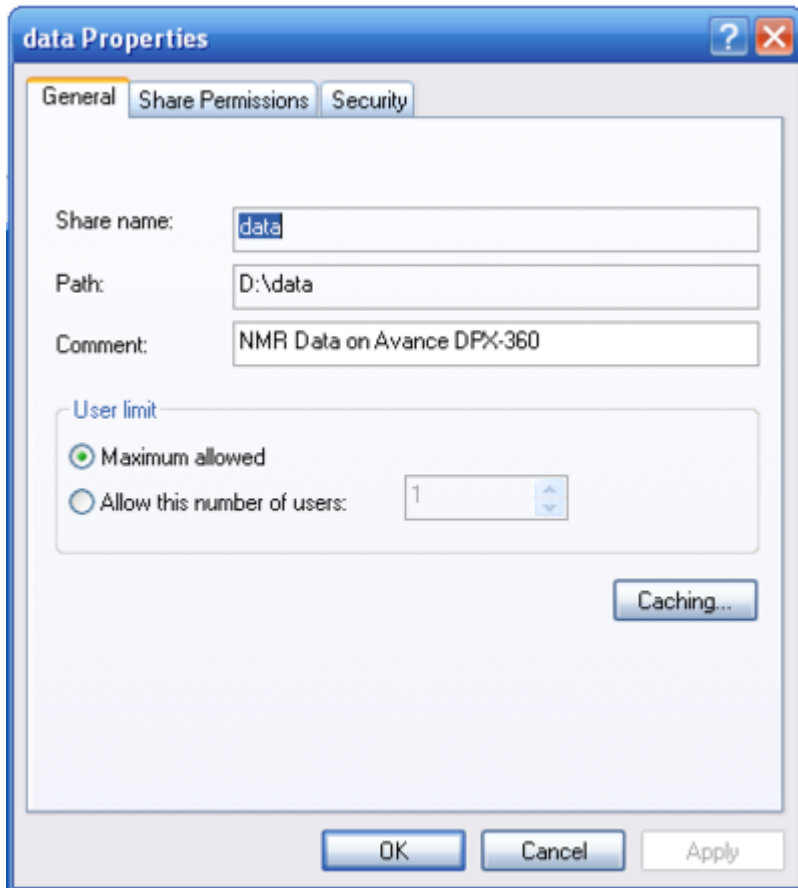 data Properties
General Share Permissions Security
Share name: data
Path: D:\data
Comment: NMR Data on Avance DPX-360
User limit
Maximum allowed
Allow this number of users: 1
Caching...
OK Cancel Apply